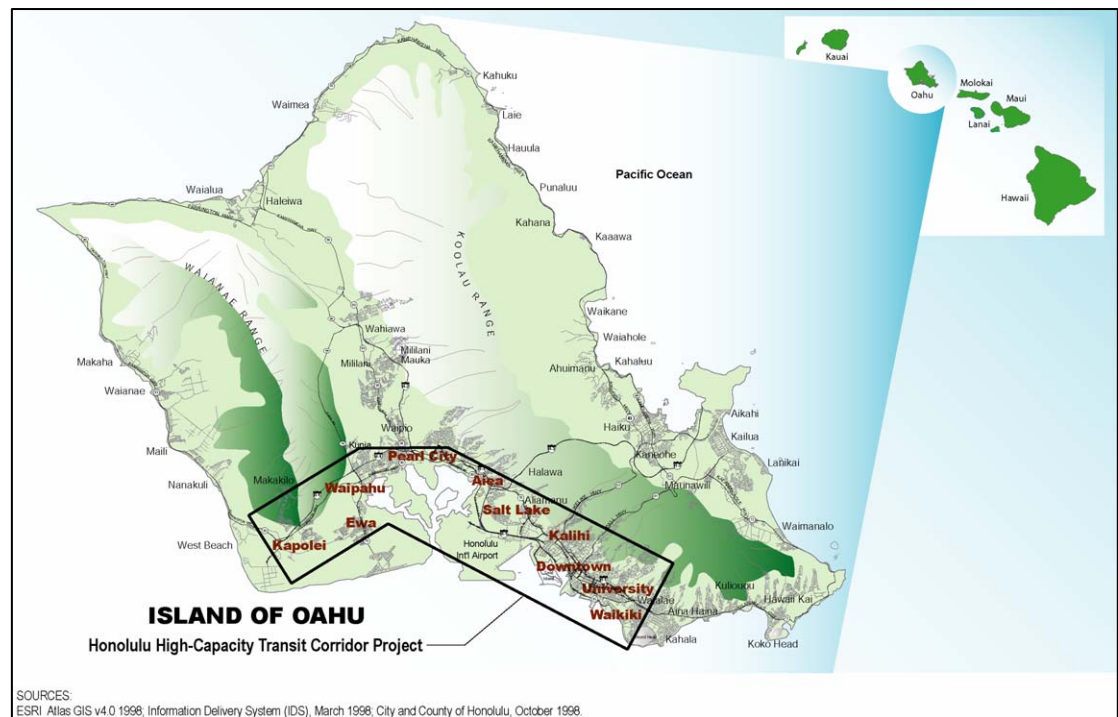 Kauai
Oahu
Molokai
Lanai
Maui
Hawaii
Pacific Ocean
Kahuku
Waimea
Laie
Hauula
Punaluu
Waialua
Haleiwa
Kahana
Kaaawa
KOOLAU RANGE
WAIANAE RANGE
Waikane
Waiahole
Wahiawa
Kahaluu
Mililani
Mauka
Mililani
Ahuimanu
Makaha
Waianae
Aikahi
Haiku
Kailua
Waipio
Kunia
Kaneohe
Maili
Pearl City
Lanikai
Halawa
Aiea
Maunawili
Nanakuli
Makakilo
Waipahu
Aliamanu
Salt Lake
Ewa
Waimanalo
West Beach
Kapolei
Honolulu
Int'l Airport
Kalihi
Downtown
University
Kuliouou
Waialae
Hawaii Kai
Waikiki
Aina Haina
Kahala
Koko Head
ISLAND OF OAHU
Honolulu High-Capacity Transit Corridor Project
SOURCES:
ESRI Atlas GIS v4.0 1998; Information Delivery System (IDS), March 1998; City and County of Honolulu, October 1998.